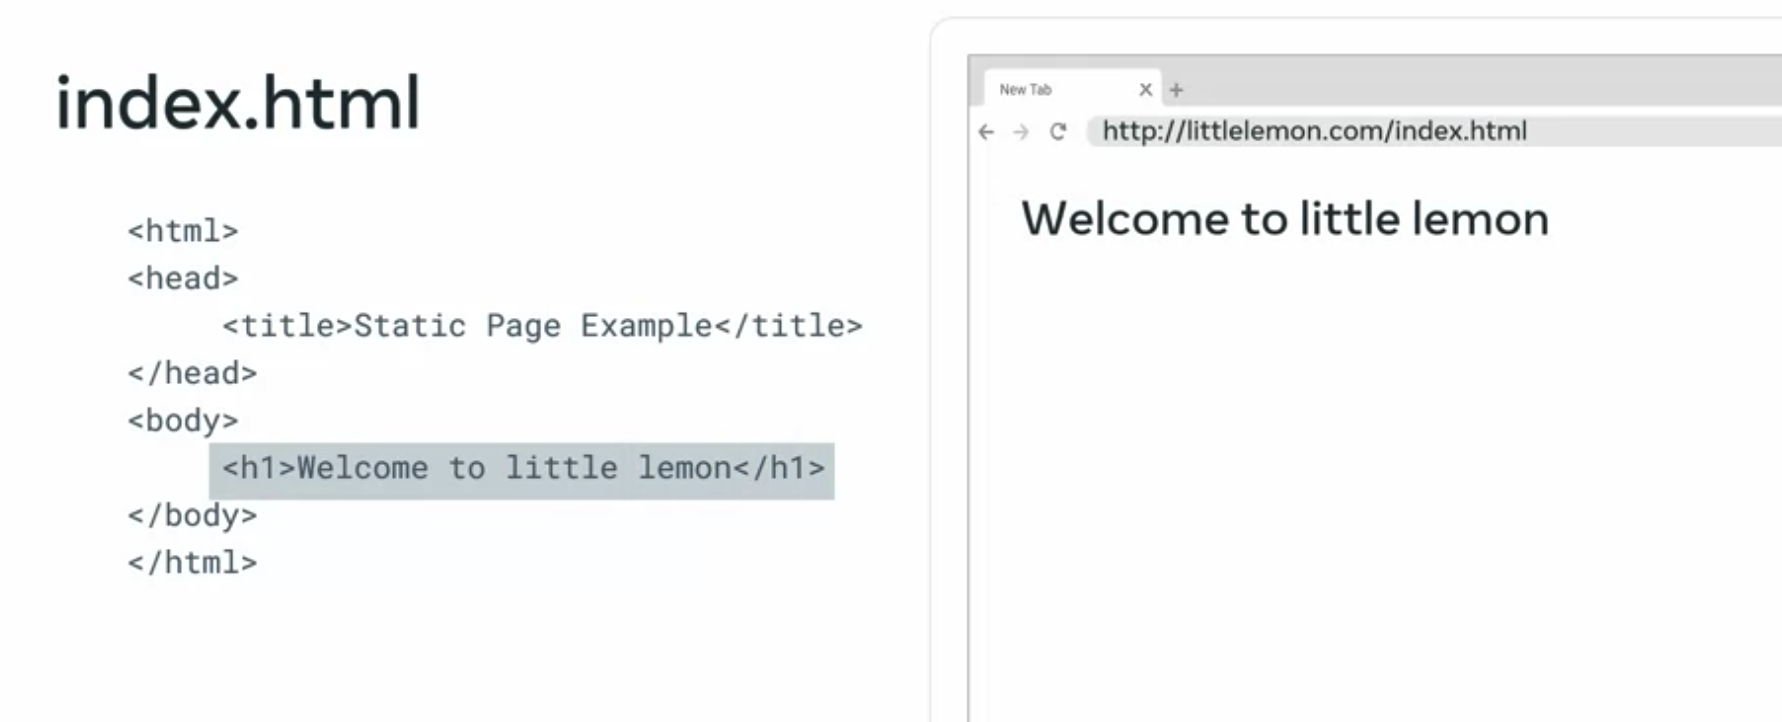 index.html
<html>
<head>
<title>Static Page Example</title>
</head>
<body>
<h1>Welcome to little lemon</h1>
</body>
</html>
New Tab X +
http://littlelemon.com/index.html
Welcome to little lemon